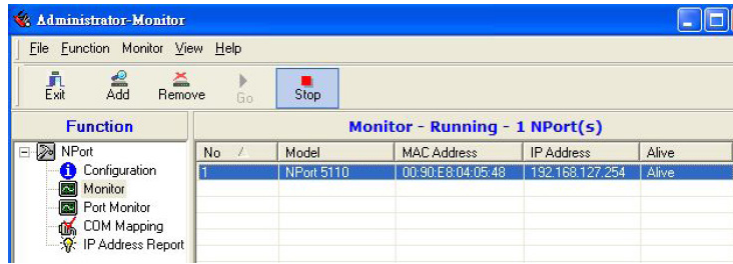 Administrator-Monitor
File Function Monitor View Help
Exit Add Remove Go Stop
Function
Monitor - Running - 1 NPort(s)
NPort
Configuration
Monitor
Port Monitor
COM Mapping
IP Address Report
No Model MAC Address IP Address Alive
1 NPort 5110 00:90:E8:04:05:48 192.168.127.254 Alive